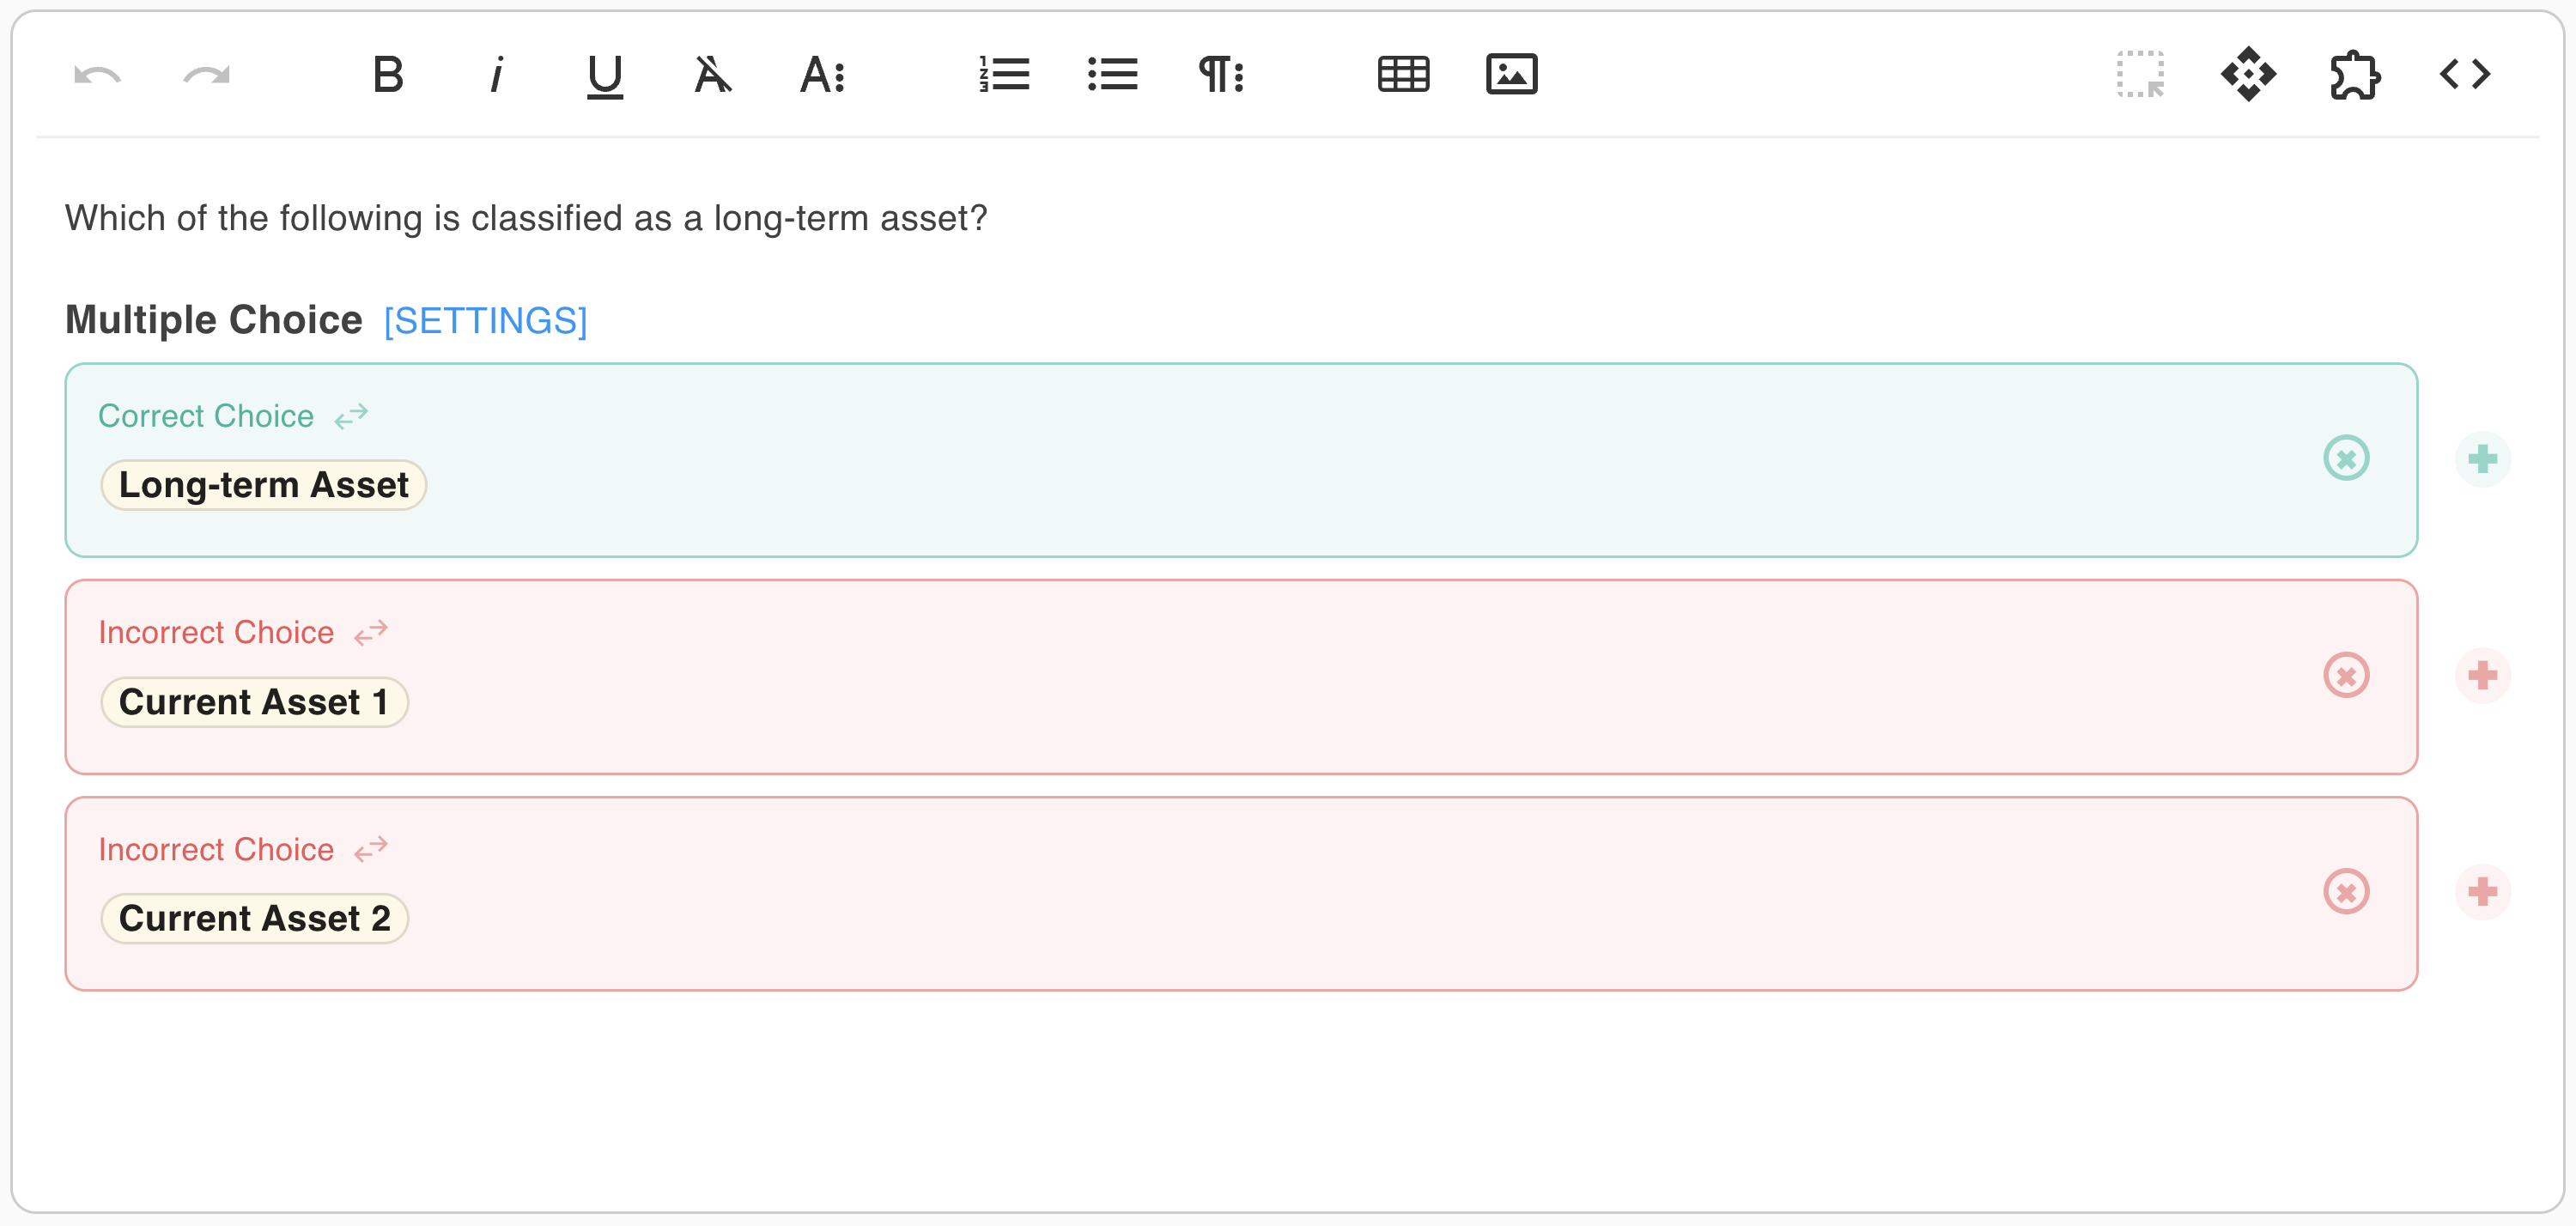 Which of the following is classified as a long-term asset?
Multiple Choice [SETTINGS]
Correct Choice
Long-term Asset
Incorrect Choice
Current Asset 1
Incorrect Choice
Current Asset 2